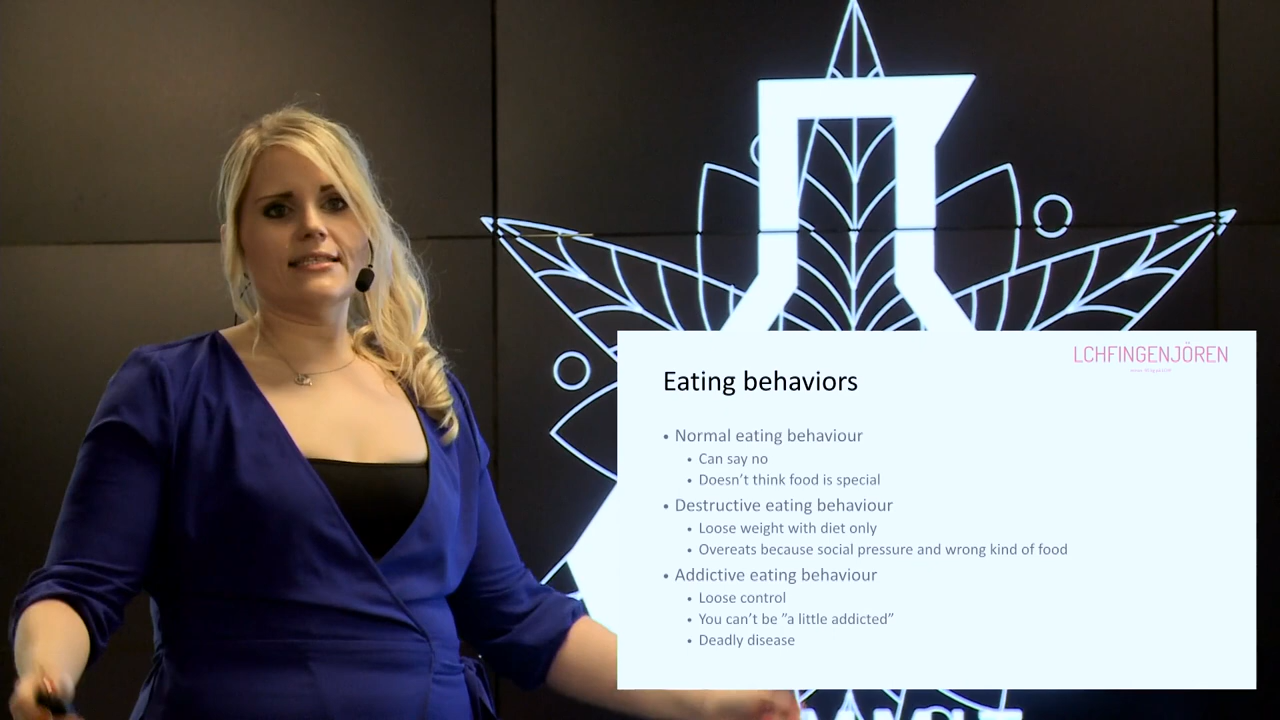 LCHFINGENJÖREN
Eating behaviors
• Normal eating behaviour
• Can say no
• Doesn't think food is special
• Destructive eating behaviour
• Loose weight with diet only
• Overeats because social pressure and wrong kind of food
• Addictive eating behaviour
• Loose control
• You can't be ”a little addicted”
• Deadly disease